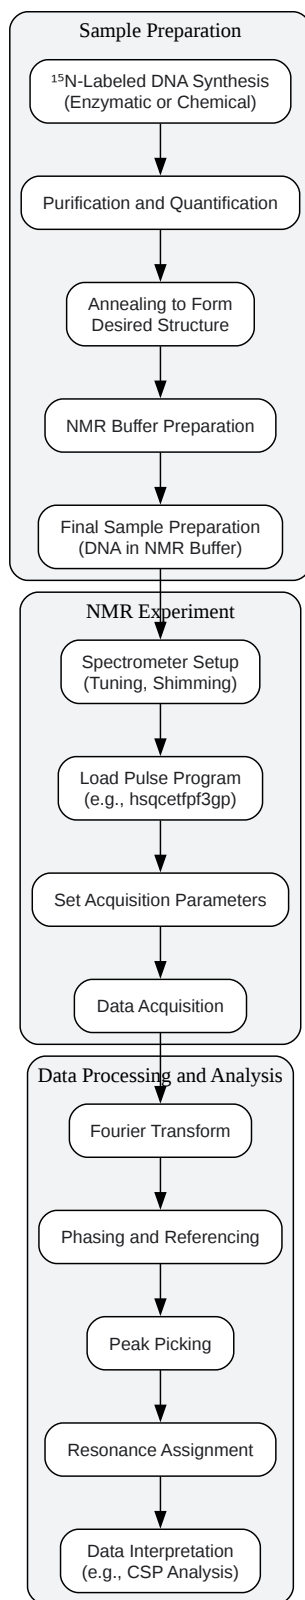 Sample Preparation
¹⁵N-Labeled DNA Synthesis
(Enzymatic or Chemical)
Purification and Quantification
Annealing to Form
Desired Structure
NMR Buffer Preparation
Final Sample Preparation
(DNA in NMR Buffer)
NMR Experiment
Spectrometer Setup
(Tuning, Shimming)
Load Pulse Program
(e.g., hsqcetfpf3gp)
Set Acquisition Parameters
Data Acquisition
Data Processing and Analysis
Fourier Transform
Phasing and Referencing
Peak Picking
Resonance Assignment
Data Interpretation
(e.g., CSP Analysis)